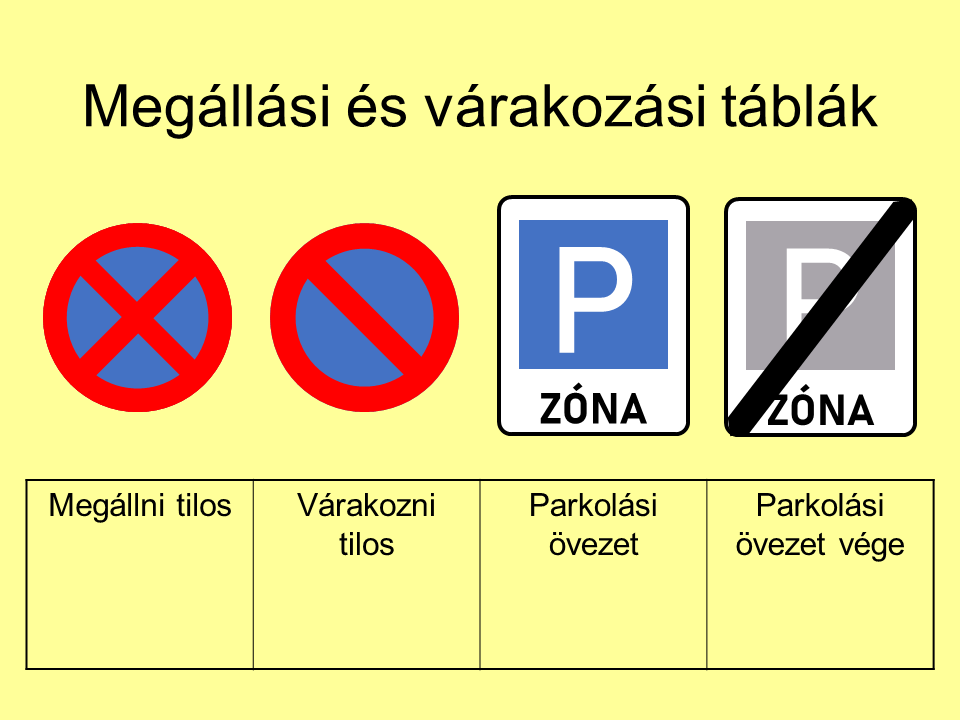 Megállási és várakozási táblák
P
ZÓNA
P
ZÓNA
Megállni tilos
Várakozni
tilos
Parkolási
övezet
Parkolási
övezet vége